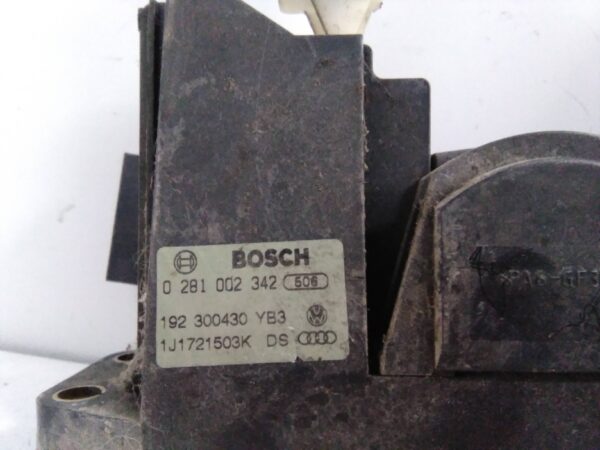 BOSCH
0 281 002 342 506
192 300430 YB3
1J1721503K DS